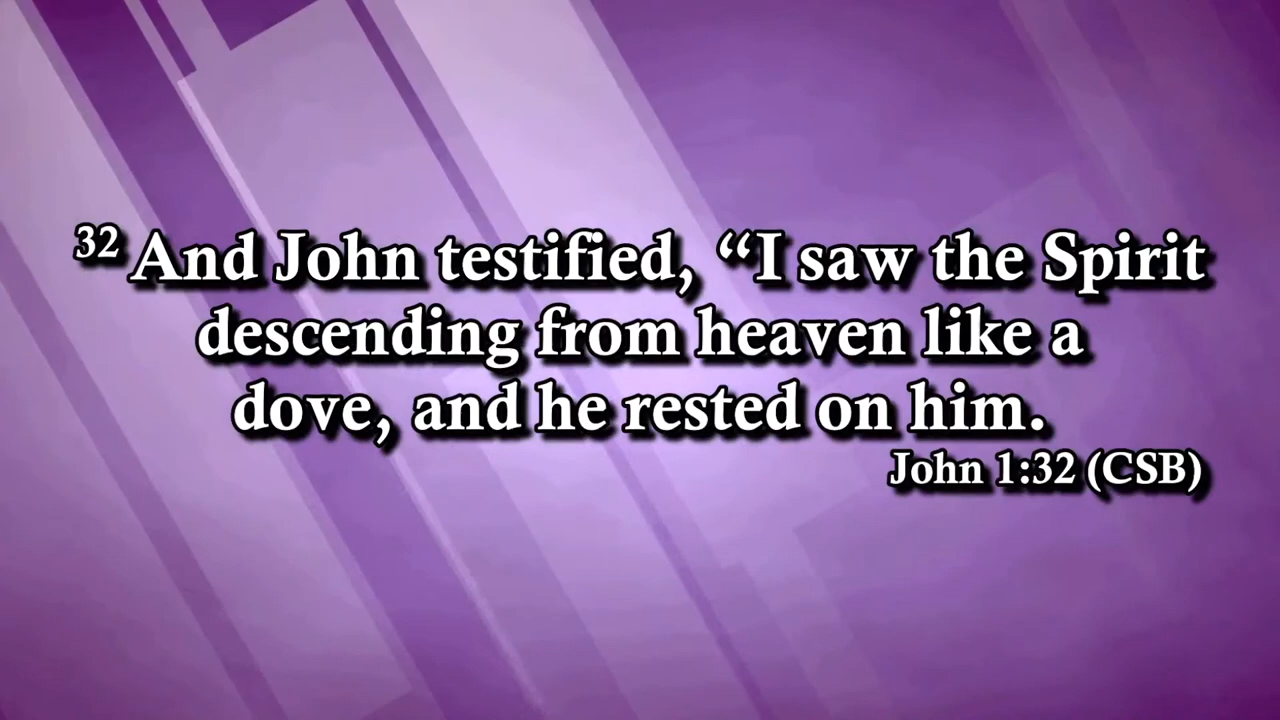 32 And John testified, “I saw the Spirit
descending from heaven like a
dove, and he rested on him.
John 1:32 (CSB)